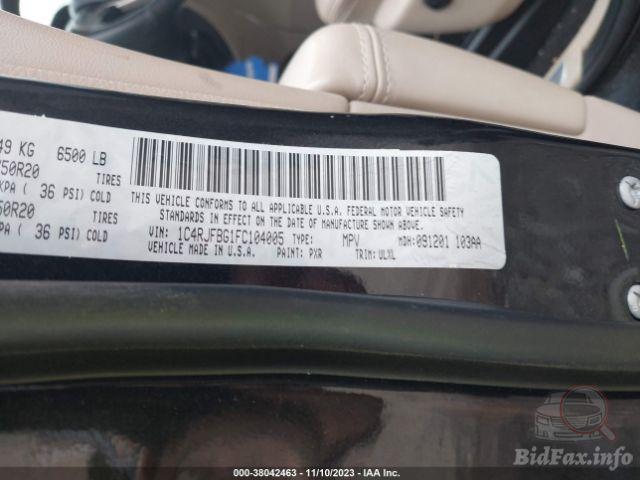 49 KG 6500 LB
50R20 TIRES
KPA ( 36 PSI) COLD
50R20 TIRES
KPA ( 36 PSI) COLD
THIS VEHICLE CONFORMS TO ALL APPLICABLE U.S.A. FEDERAL MOTOR VEHICLE SAFETY
STANDARDS IN EFFECT ON THE DATE OF MANUFACTURE SHOWN ABOVE.
VIN: 1C4RJFBG1FC104005 TYPE: MPV MDH: 091201 103AA
VEHICLE MADE IN U.S.A. PAINT: PXR TRIM: ULXL
BidFax.info
000-38042463 — 11/10/2023 — IAA Inc.